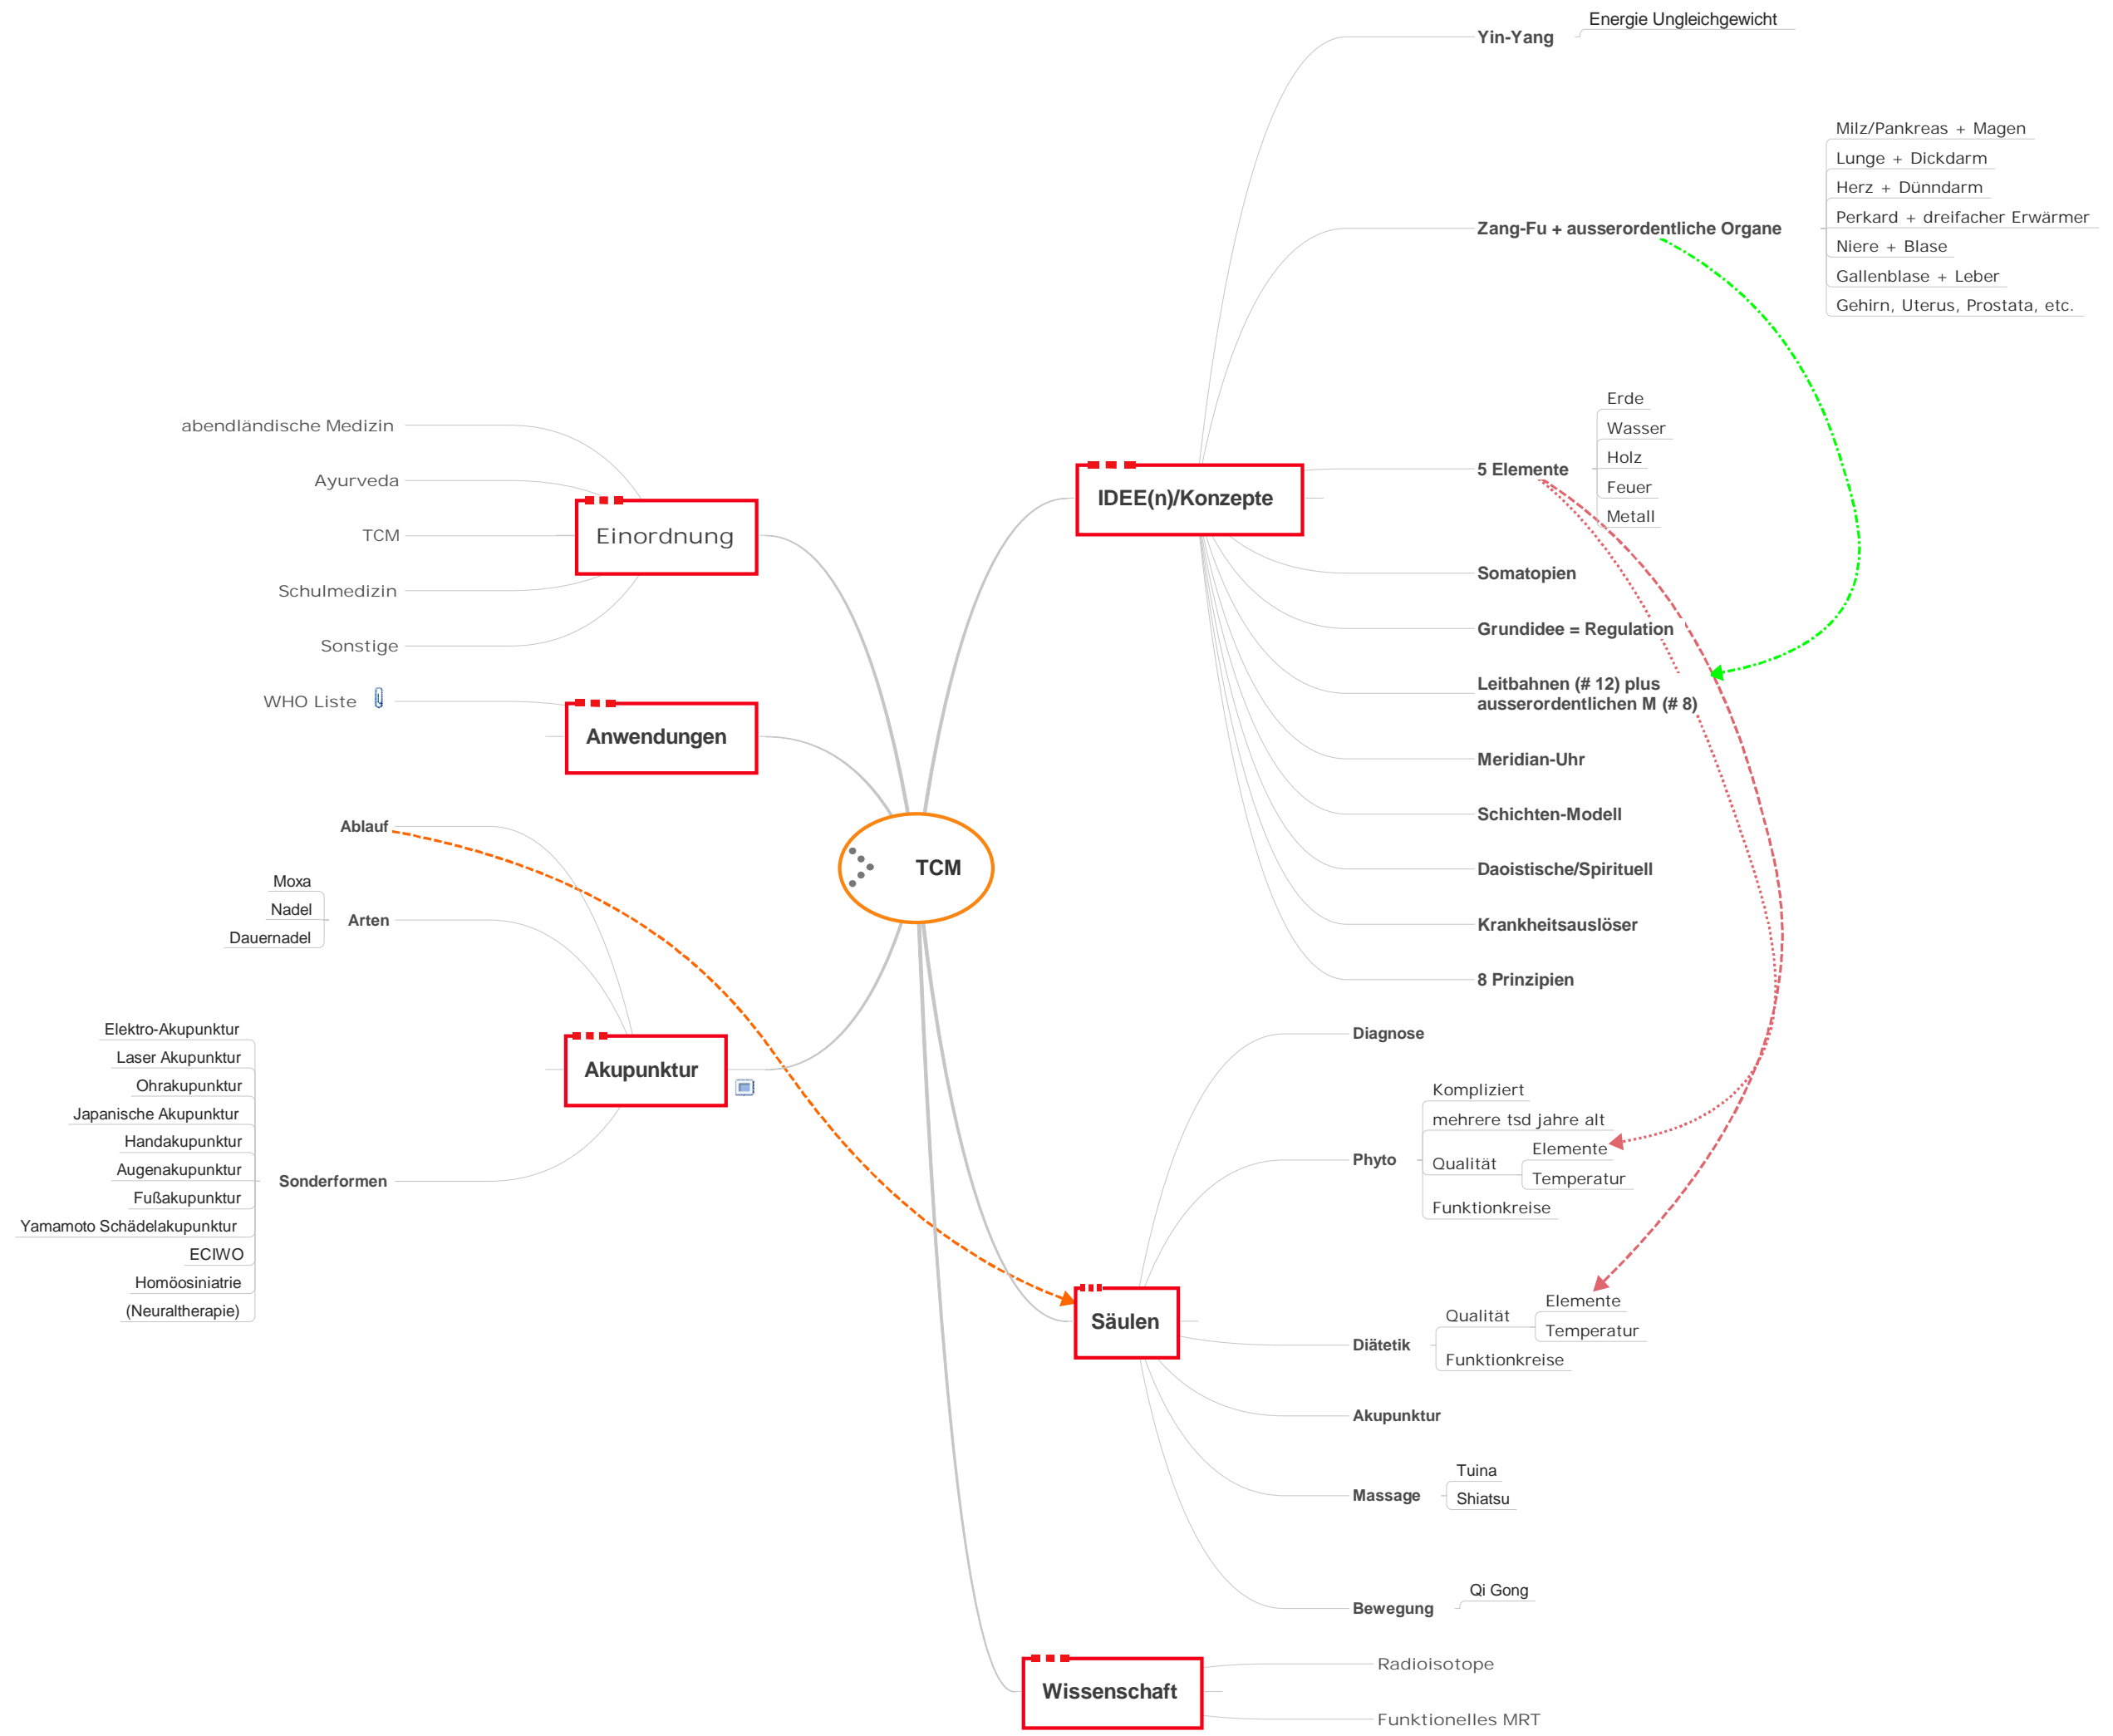 TCM
IDEE(n)/Konzepte
Yin-Yang
Energie Ungleichgewicht
Zang-Fu + ausserordentliche Organe
Milz/Pankreas + Magen
Lunge + Dickdarm
Herz + Dünndarm
Perkard + dreifacher Erwärmer
Niere + Blase
Gallenblase + Leber
Gehirn, Uterus, Prostata, etc.
5 Elemente
Erde
Wasser
Holz
Feuer
Metall
Somatopien
Grundidee = Regulation
Leitbahnen (# 12) plus
ausserordentlichen M (# 8)
Meridian-Uhr
Schichten-Modell
Daoistische/Spirituell
Krankheitsauslöser
8 Prinzipien
Säulen
Diagnose
Phyto
Kompliziert
mehrere tsd jahre alt
Qualität
Elemente
Temperatur
Funktionkreise
Diätetik
Qualität
Elemente
Temperatur
Funktionkreise
Akupunktur
Massage
Tuina
Shiatsu
Bewegung
Qi Gong
Wissenschaft
Radioisotope
Funktionelles MRT
Einordnung
abendländische Medizin
Ayurveda
TCM
Schulmedizin
Sonstige
Anwendungen
WHO Liste
Akupunktur
Ablauf
Arten
Moxa
Nadel
Dauernadel
Sonderformen
Elektro-Akupunktur
Laser Akupunktur
Ohrakupunktur
Japanische Akupunktur
Handakupunktur
Augenakupunktur
Fußakupunktur
Yamamoto Schädelakupunktur
ECIWO
Homöosiniatrie
(Neuraltherapie)